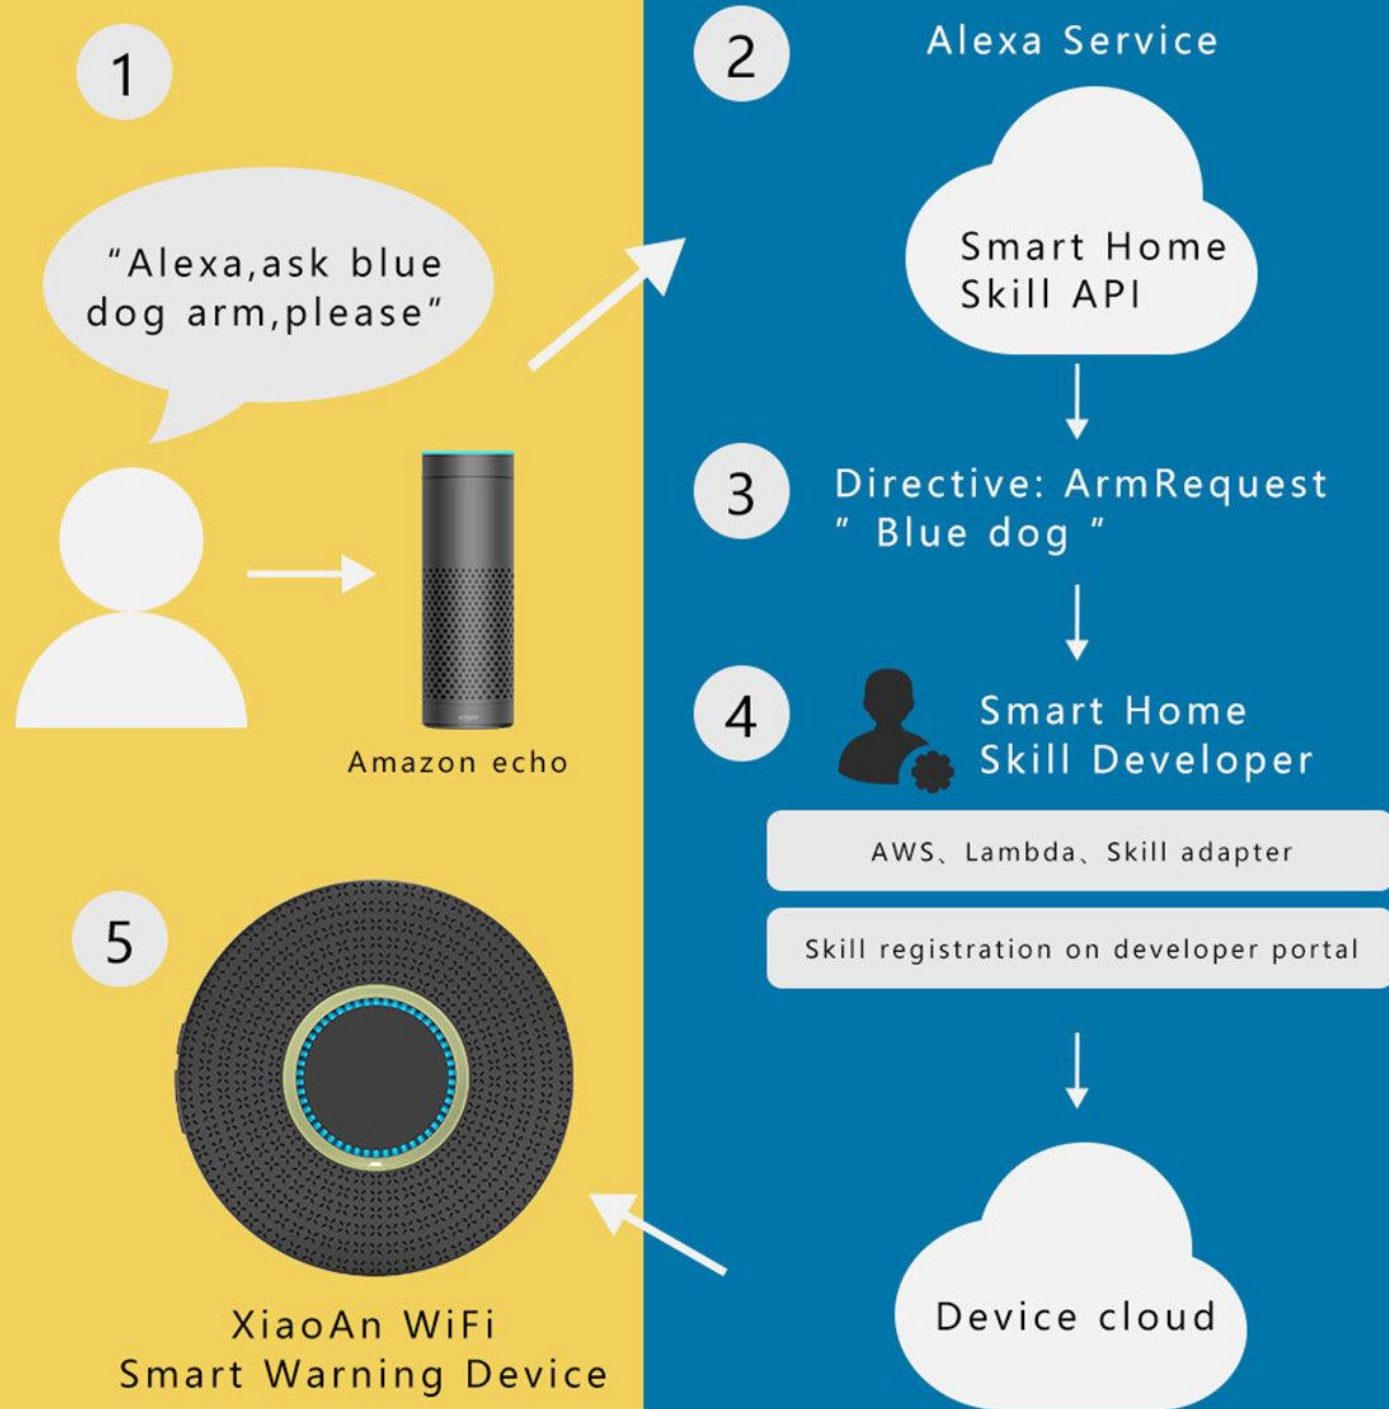 1
"Alexa,ask blue
dog arm,please"
Amazon echo
2
Alexa Service
Smart Home
Skill API
3
Directive: ArmRequest
" Blue dog "
4
Smart Home
Skill Developer
AWS、Lambda、Skill adapter
Skill registration on developer portal
Device cloud
5
XiaoAn WiFi
Smart Warning Device